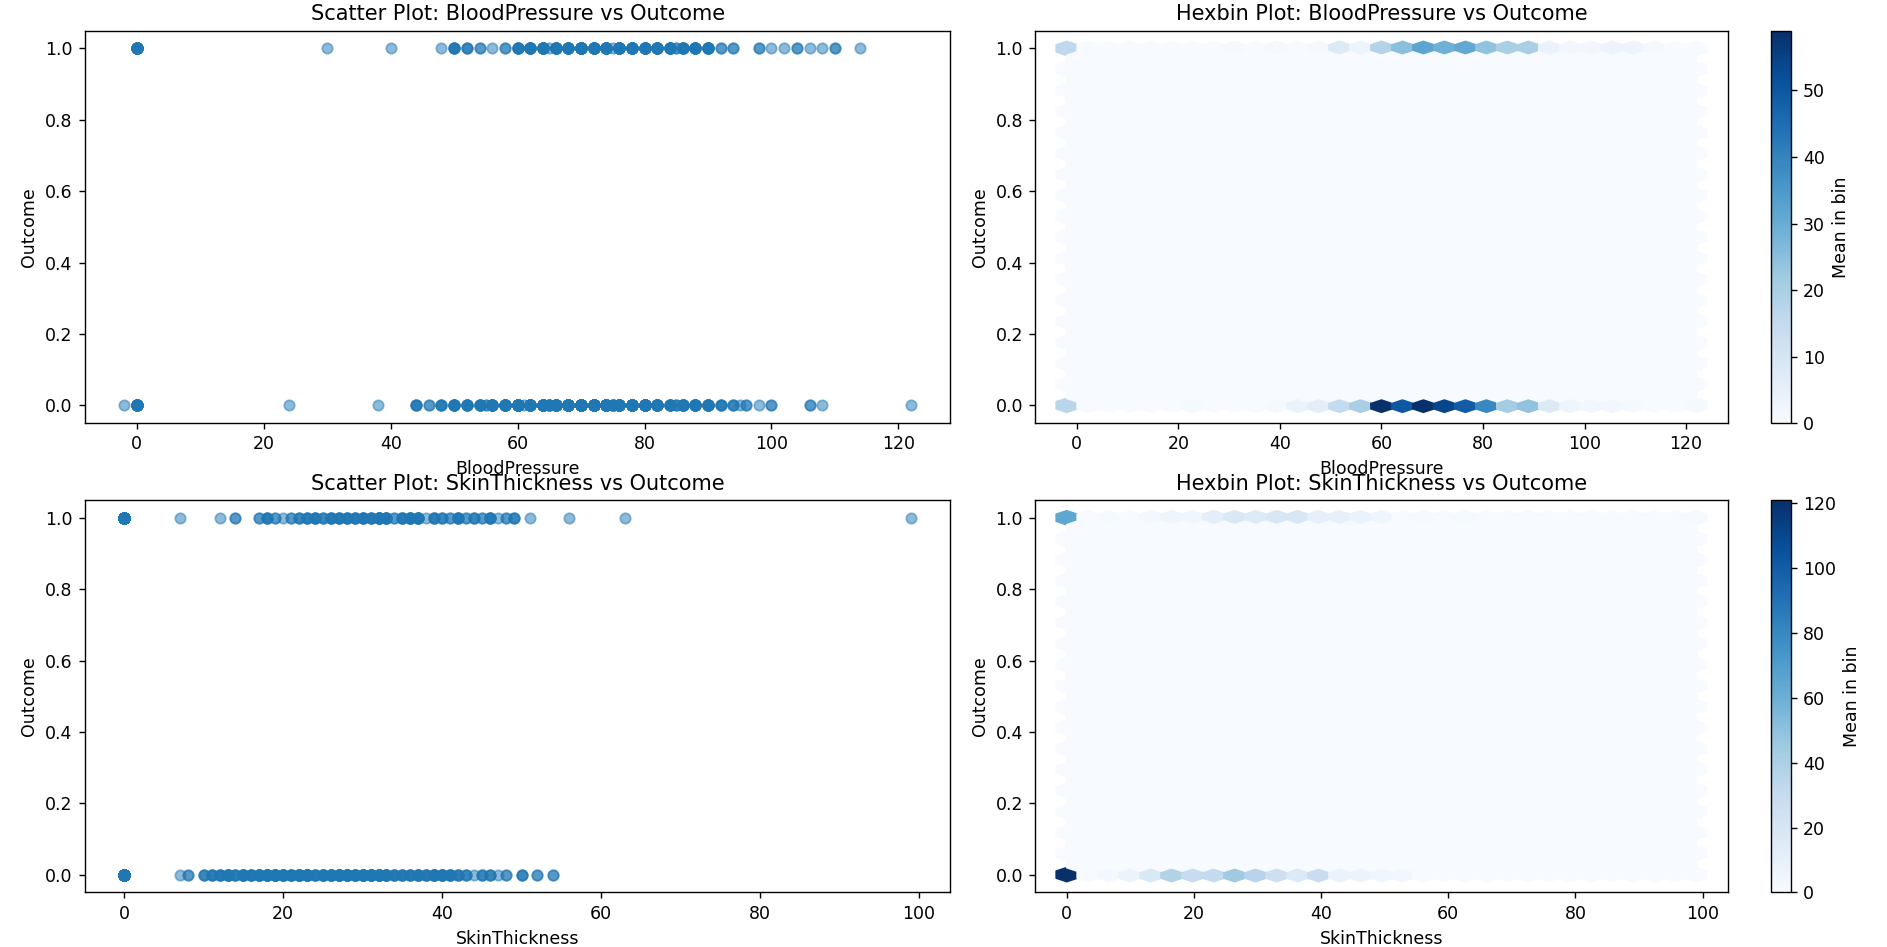 Scatter Plot: BloodPressure vs Outcome
1.0
0.8
0.6
0.4
0.2
0.0
Outcome
0 20 40 60 80 100 120
BloodPressure
Hexbin Plot: BloodPressure vs Outcome
1.0
0.8
0.6
0.4
0.2
0.0
Outcome
0 20 40 60 80 100 120
BloodPressure
50
40
30
20
10
0
Mean in bin
Scatter Plot: SkinThickness vs Outcome
1.0
0.8
0.6
0.4
0.2
0.0
Outcome
0 20 40 60 80 100
SkinThickness
Hexbin Plot: SkinThickness vs Outcome
1.0
0.8
0.6
0.4
0.2
0.0
Outcome
0 20 40 60 80 100
SkinThickness
120
100
80
60
40
20
0
Mean in bin